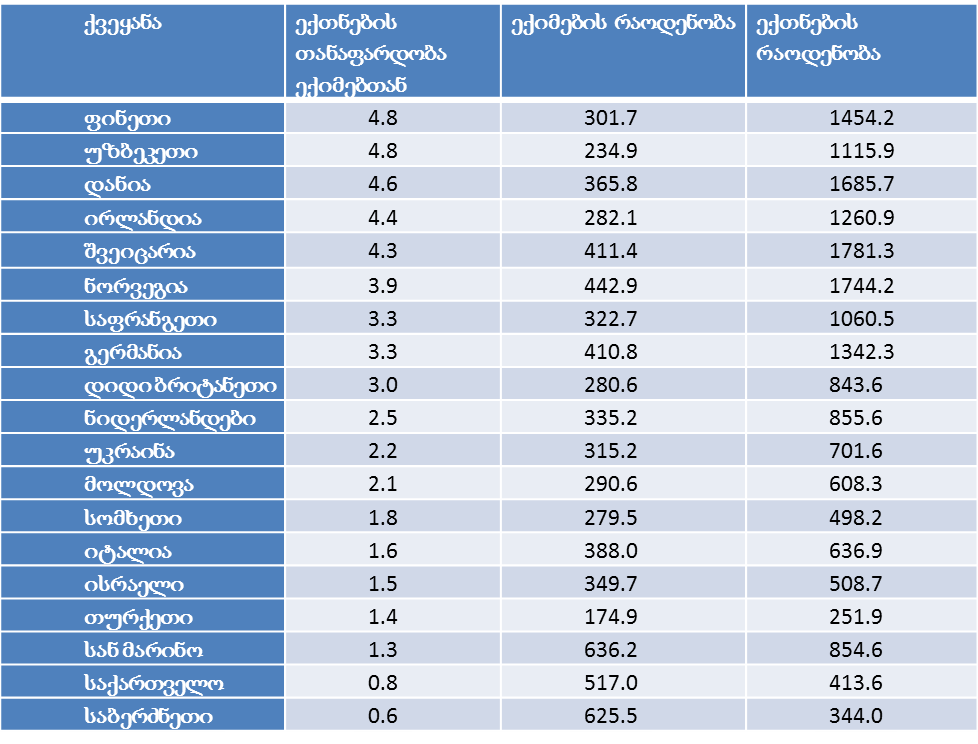 ქვეყანა ექთნების თანაფარდობა ექიმებთან ექიმების რაოდენობა ექთნების რაოდენობა
ფინეთი 4.8 301.7 1454.2
უზბეკეთი 4.8 234.9 1115.9
დანია 4.6 365.8 1685.7
ირლანდია 4.4 282.1 1260.9
შვეიცარია 4.3 411.4 1781.3
ნორვეგია 3.9 442.9 1744.2
საფრანგეთი 3.3 322.7 1060.5
გერმანია 3.3 410.8 1342.3
დიდი ბრიტანეთი 3.0 280.6 843.6
ნიდერლანდები 2.5 335.2 855.6
უკრაინა 2.2 315.2 701.6
მოლდოვა 2.1 290.6 608.3
სომხეთი 1.8 279.5 498.2
იტალია 1.6 388.0 636.9
ისრაელი 1.5 349.7 508.7
თურქეთი 1.4 174.9 251.9
სან მარინო 1.3 636.2 854.6
საქართველო 0.8 517.0 413.6
საბერძნეთი 0.6 625.5 344.0